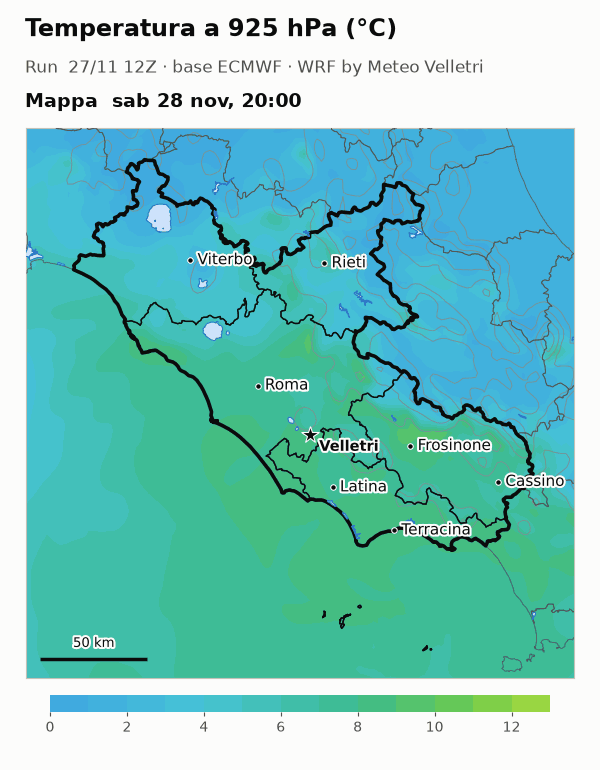 Temperatura a 925 hPa (°C)
Run  27/11 12Z · base ECMWF · WRF by Meteo Velletri
Mappa  sab 28 nov, 20:00
Viterbo
Rieti
Roma
Velletri
Frosinone
Latina
Cassino
Terracina
50 km
0 2 4 6 8 10 12